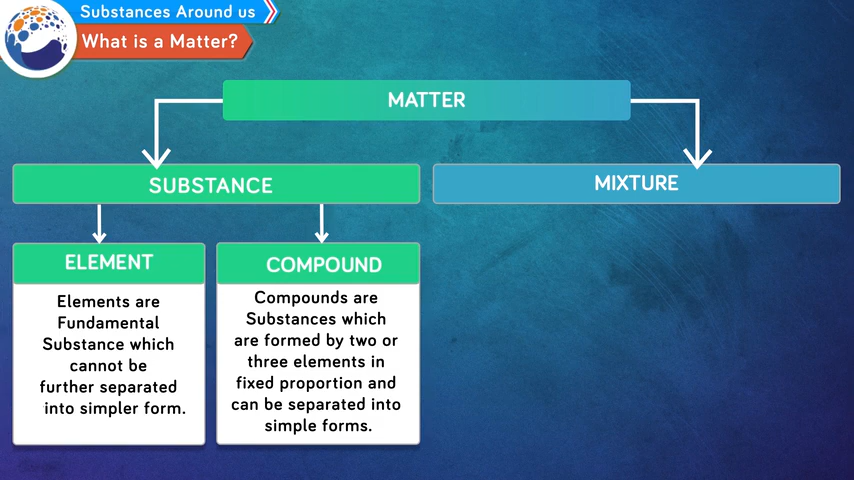 Substances Around us
What is a Matter?
MATTER
SUBSTANCE
MIXTURE
ELEMENT
Elements are
Fundamental
Substance which
cannot be
further separated
into simpler form.
COMPOUND
Compounds are
Substances which
are formed by two or
three elements in
fixed proportion and
can be separated into
simple forms.